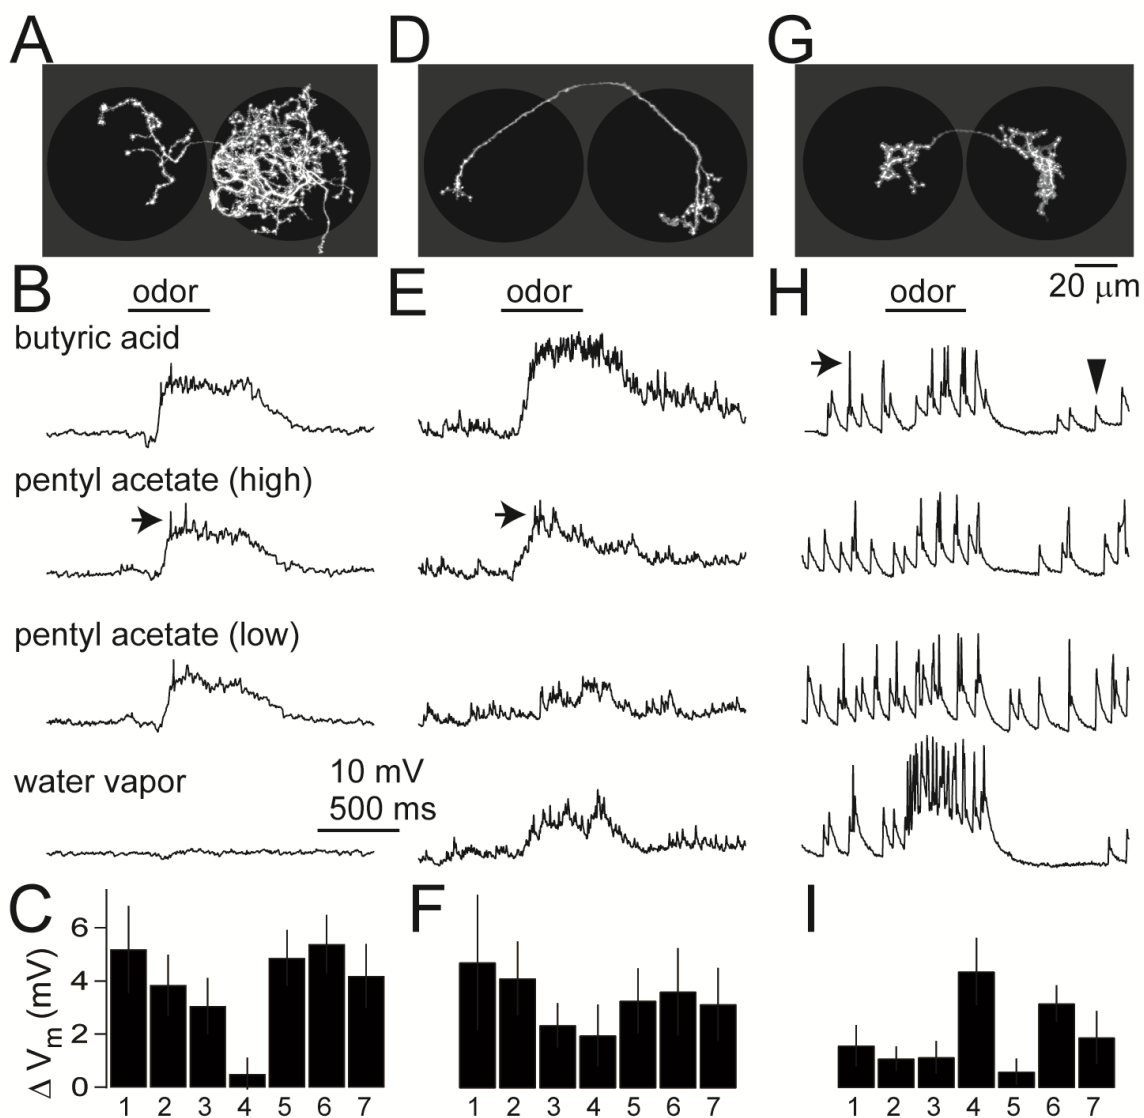 A
D
G
20 μm
B
odor
E
odor
H
odor
butyric acid
pentyl acetate (high)
pentyl acetate (low)
water vapor
10 mV
500 ms
C
F
I
Δ Vm (mV)
6
4
2
0
1 2 3 4 5 6 7
1 2 3 4 5 6 7
1 2 3 4 5 6 7